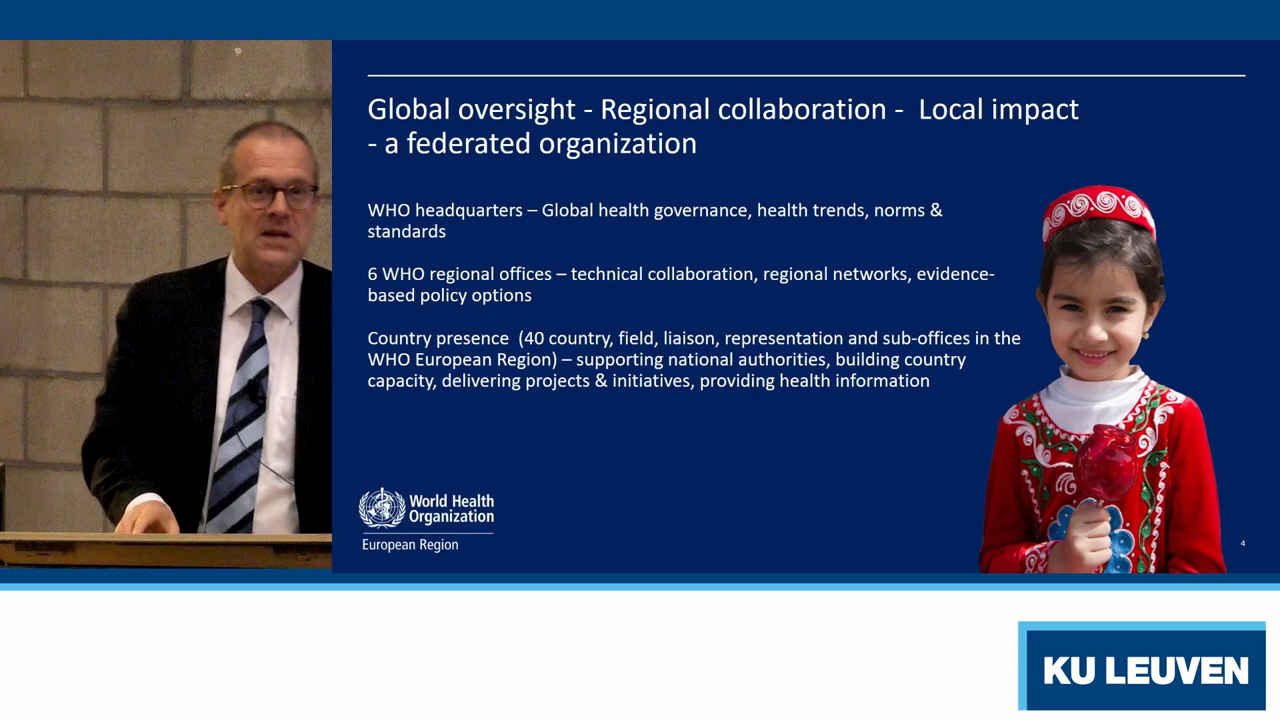 Global oversight - Regional collaboration -  Local impact
- a federated organization
WHO headquarters – Global health governance, health trends, norms &
standards
6 WHO regional offices – technical collaboration, regional networks, evidence-
based policy options
Country presence  (40 country, field, liaison, representation and sub-offices in the
WHO European Region) – supporting national authorities, building country
capacity, delivering projects & initiatives, providing health information
World Health
Organization
European Region
4
KU LEUVEN